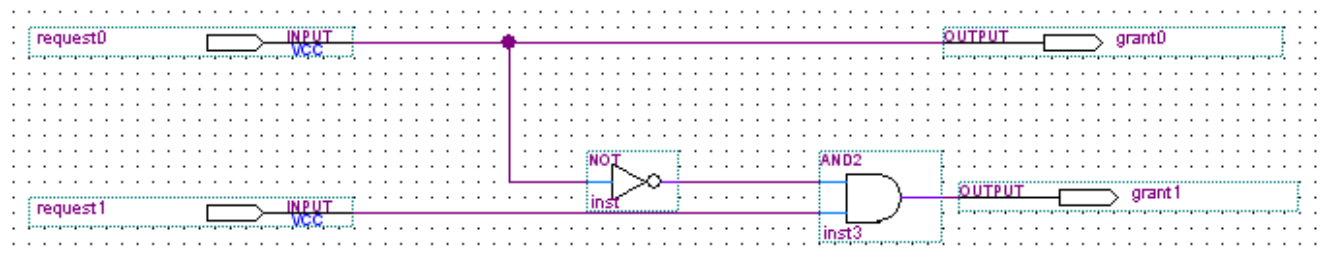 request0 INPUT VCC OUTPUT grant0
NOT AND2
inst
request1 INPUT VCC OUTPUT grant1
inst3